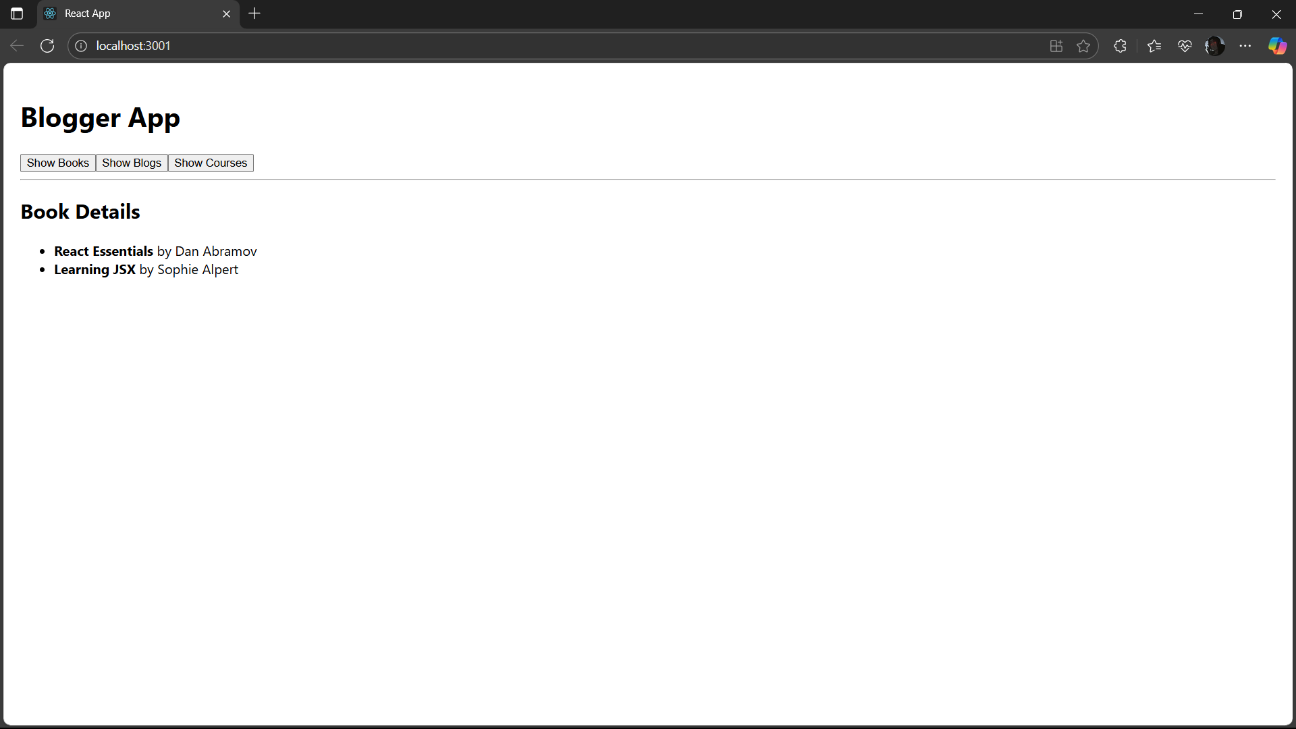 React App
localhost:3001
Blogger App
Show Books Show Blogs Show Courses
Book Details
React Essentials by Dan Abramov
Learning JSX by Sophie Alpert